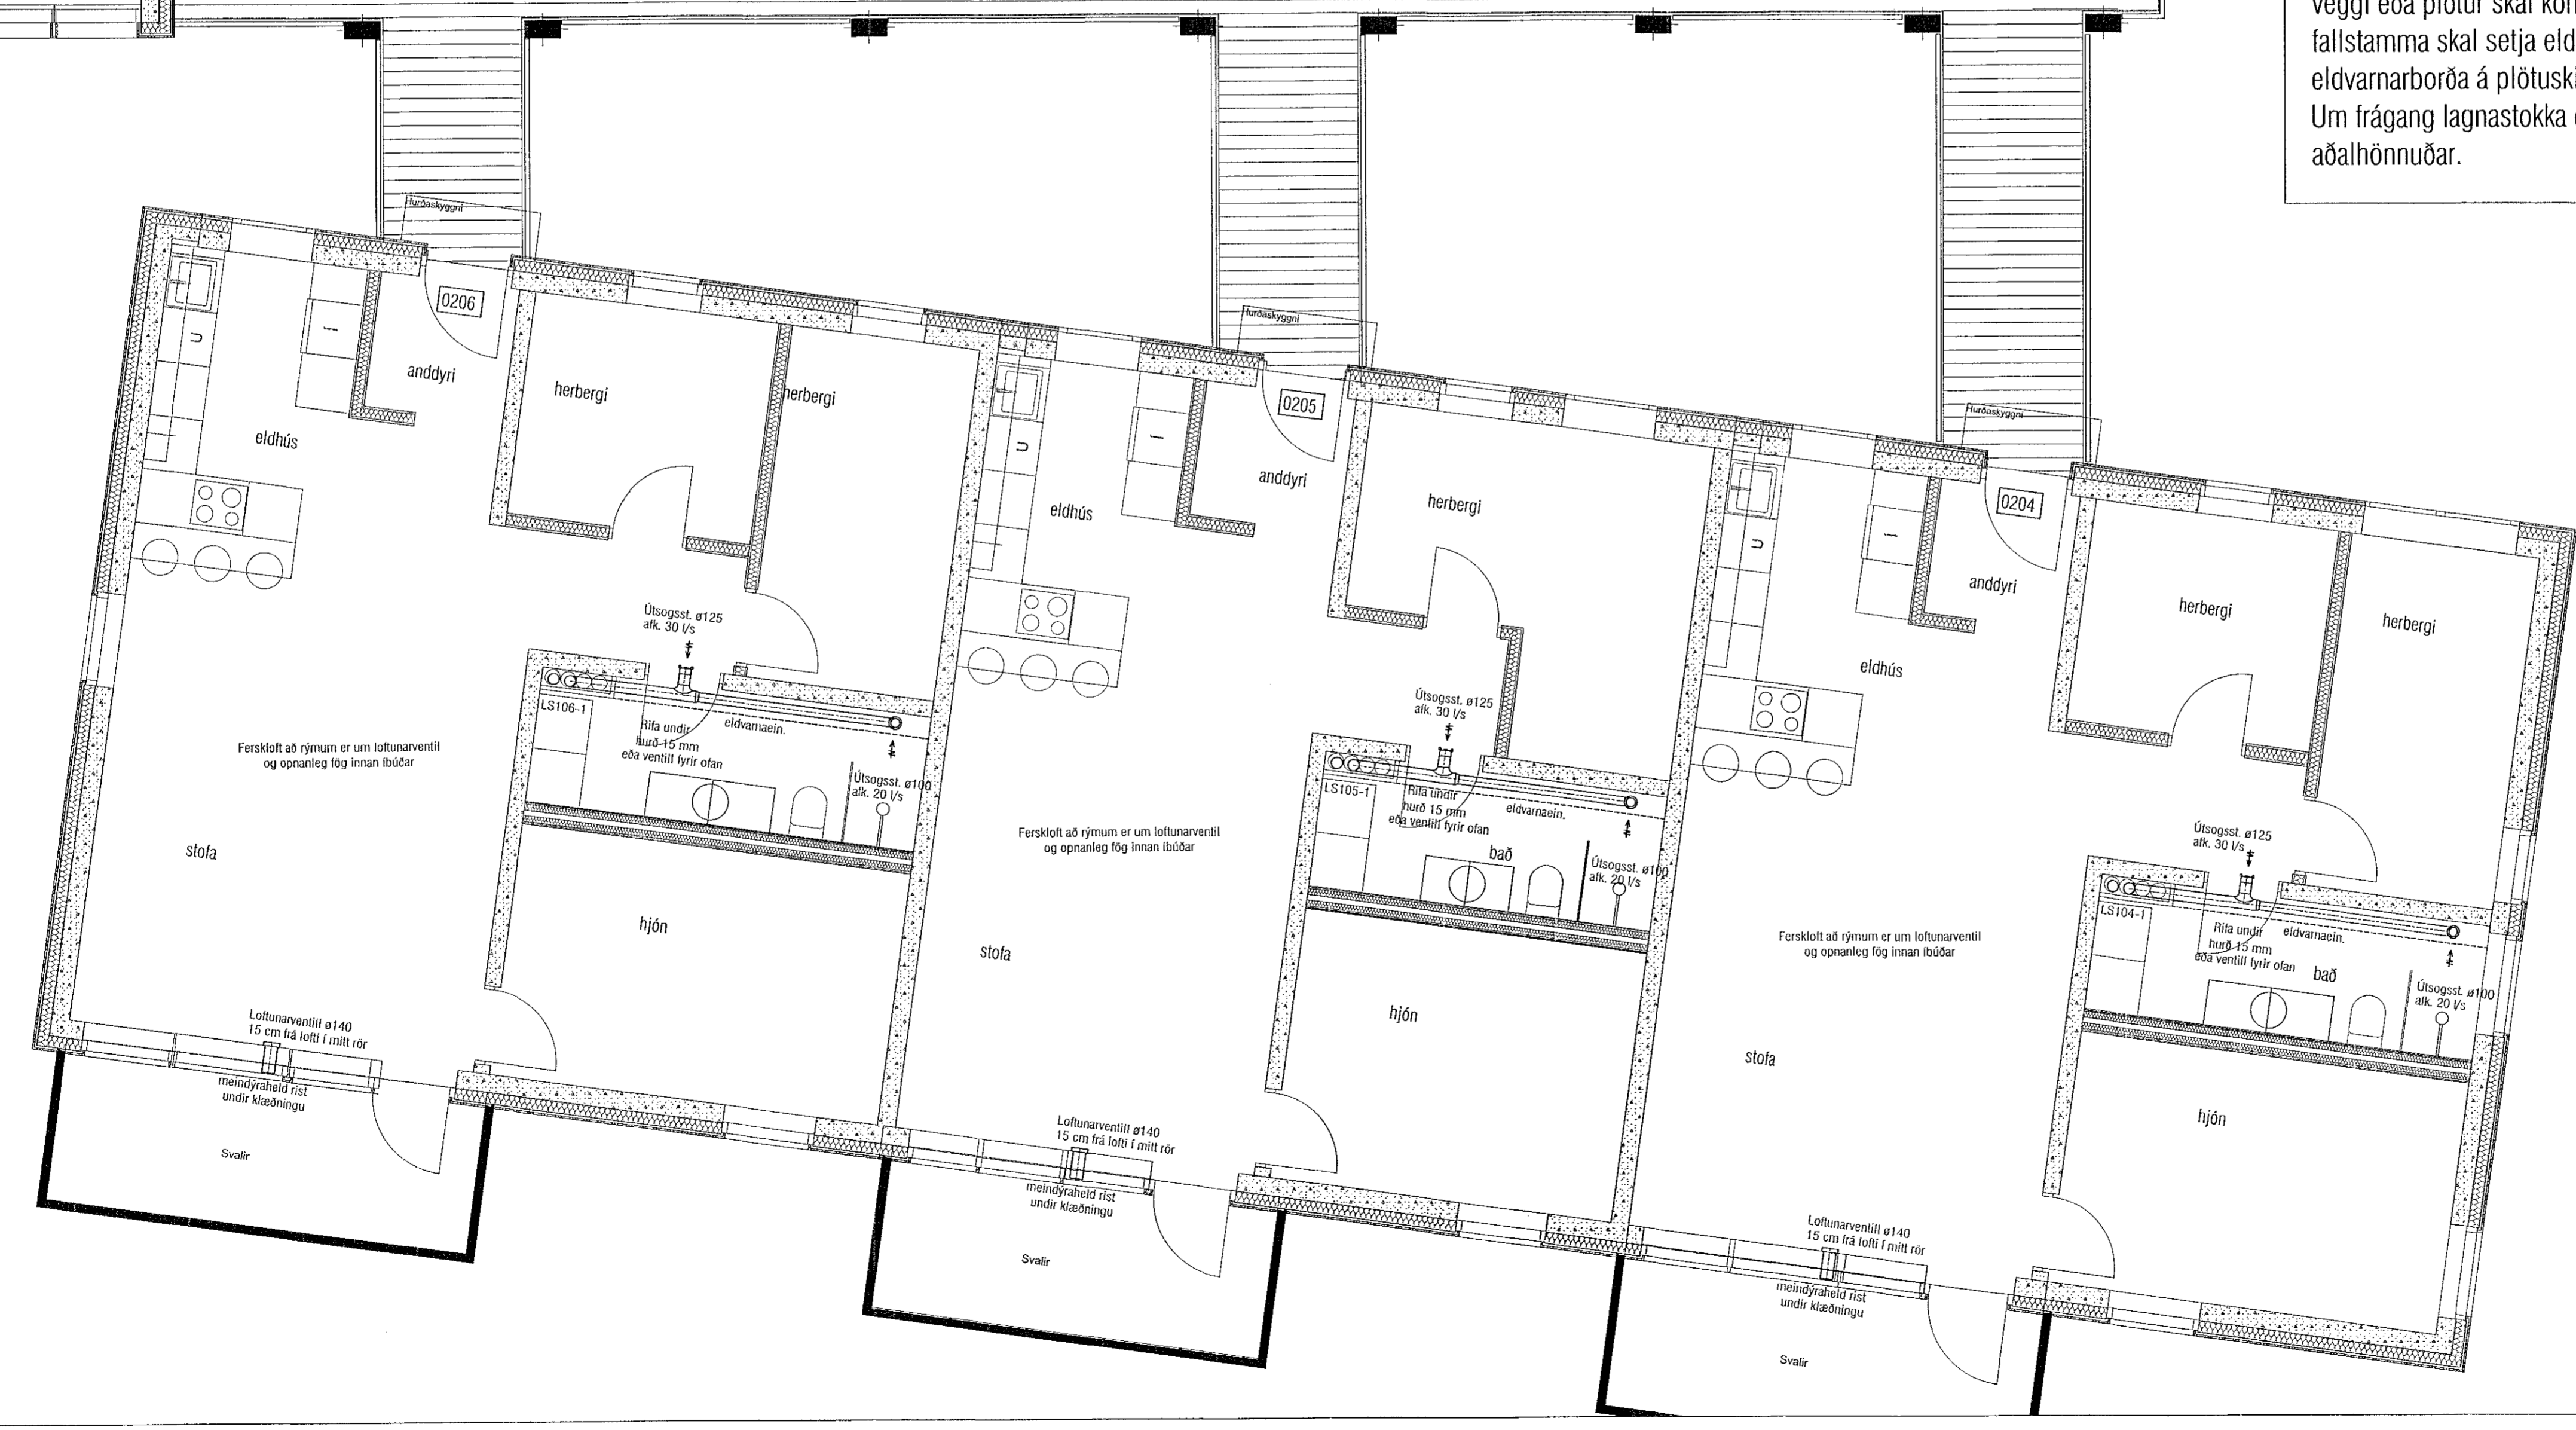 veggi eða plötur skal
fallstamma skal setja
eldvarnarborða á
Um frágang lagnastokka
aðalhönnuðar.
Hurðaskyggni
0206
anddyri
herbergi
herbergi
eldhús
U
I
Útsogsst. ø125
afk. 30 l/s
LS106-1
Rifa undir
hurð 15 mm
eða ventill fyrir ofan
eldvarnaein.
Útsogsst. ø100
afk. 20 l/s
Ferskloft að rýmum er um loftunarventil
og opnanleg fög innan íbúðar
stofa
hjón
Loftunarventill ø140
15 cm frá lofti í mitt rör
meindýraheld rist
undir klæðningu
Svalir
Hurðaskyggni
0205
anddyri
herbergi
eldhús
U
I
Útsogsst. ø125
afk. 30 l/s
LS105-1
Rifa undir
hurð 15 mm
eða ventill fyrir ofan
eldvarnaein.
bað
Útsogsst. ø100
afk. 20 l/s
Ferskloft að rýmum er um loftunarventil
og opnanleg fög innan íbúðar
stofa
hjón
Loftunarventill ø140
15 cm frá lofti í mitt rör
meindýraheld rist
undir klæðningu
Svalir
Hurðaskyggni
0204
anddyri
herbergi
herbergi
eldhús
U
I
Útsogsst. ø125
afk. 30 l/s
LS104-1
Rifa undir
hurð 15 mm
eða ventill fyrir ofan
eldvarnaein.
bað
Útsogsst. ø100
afk. 20 l/s
Ferskloft að rýmum er um loftunarventil
og opnanleg fög innan íbúðar
stofa
hjón
Loftunarventill ø140
15 cm frá lofti í mitt rör
meindýraheld rist
undir klæðningu
Svalir